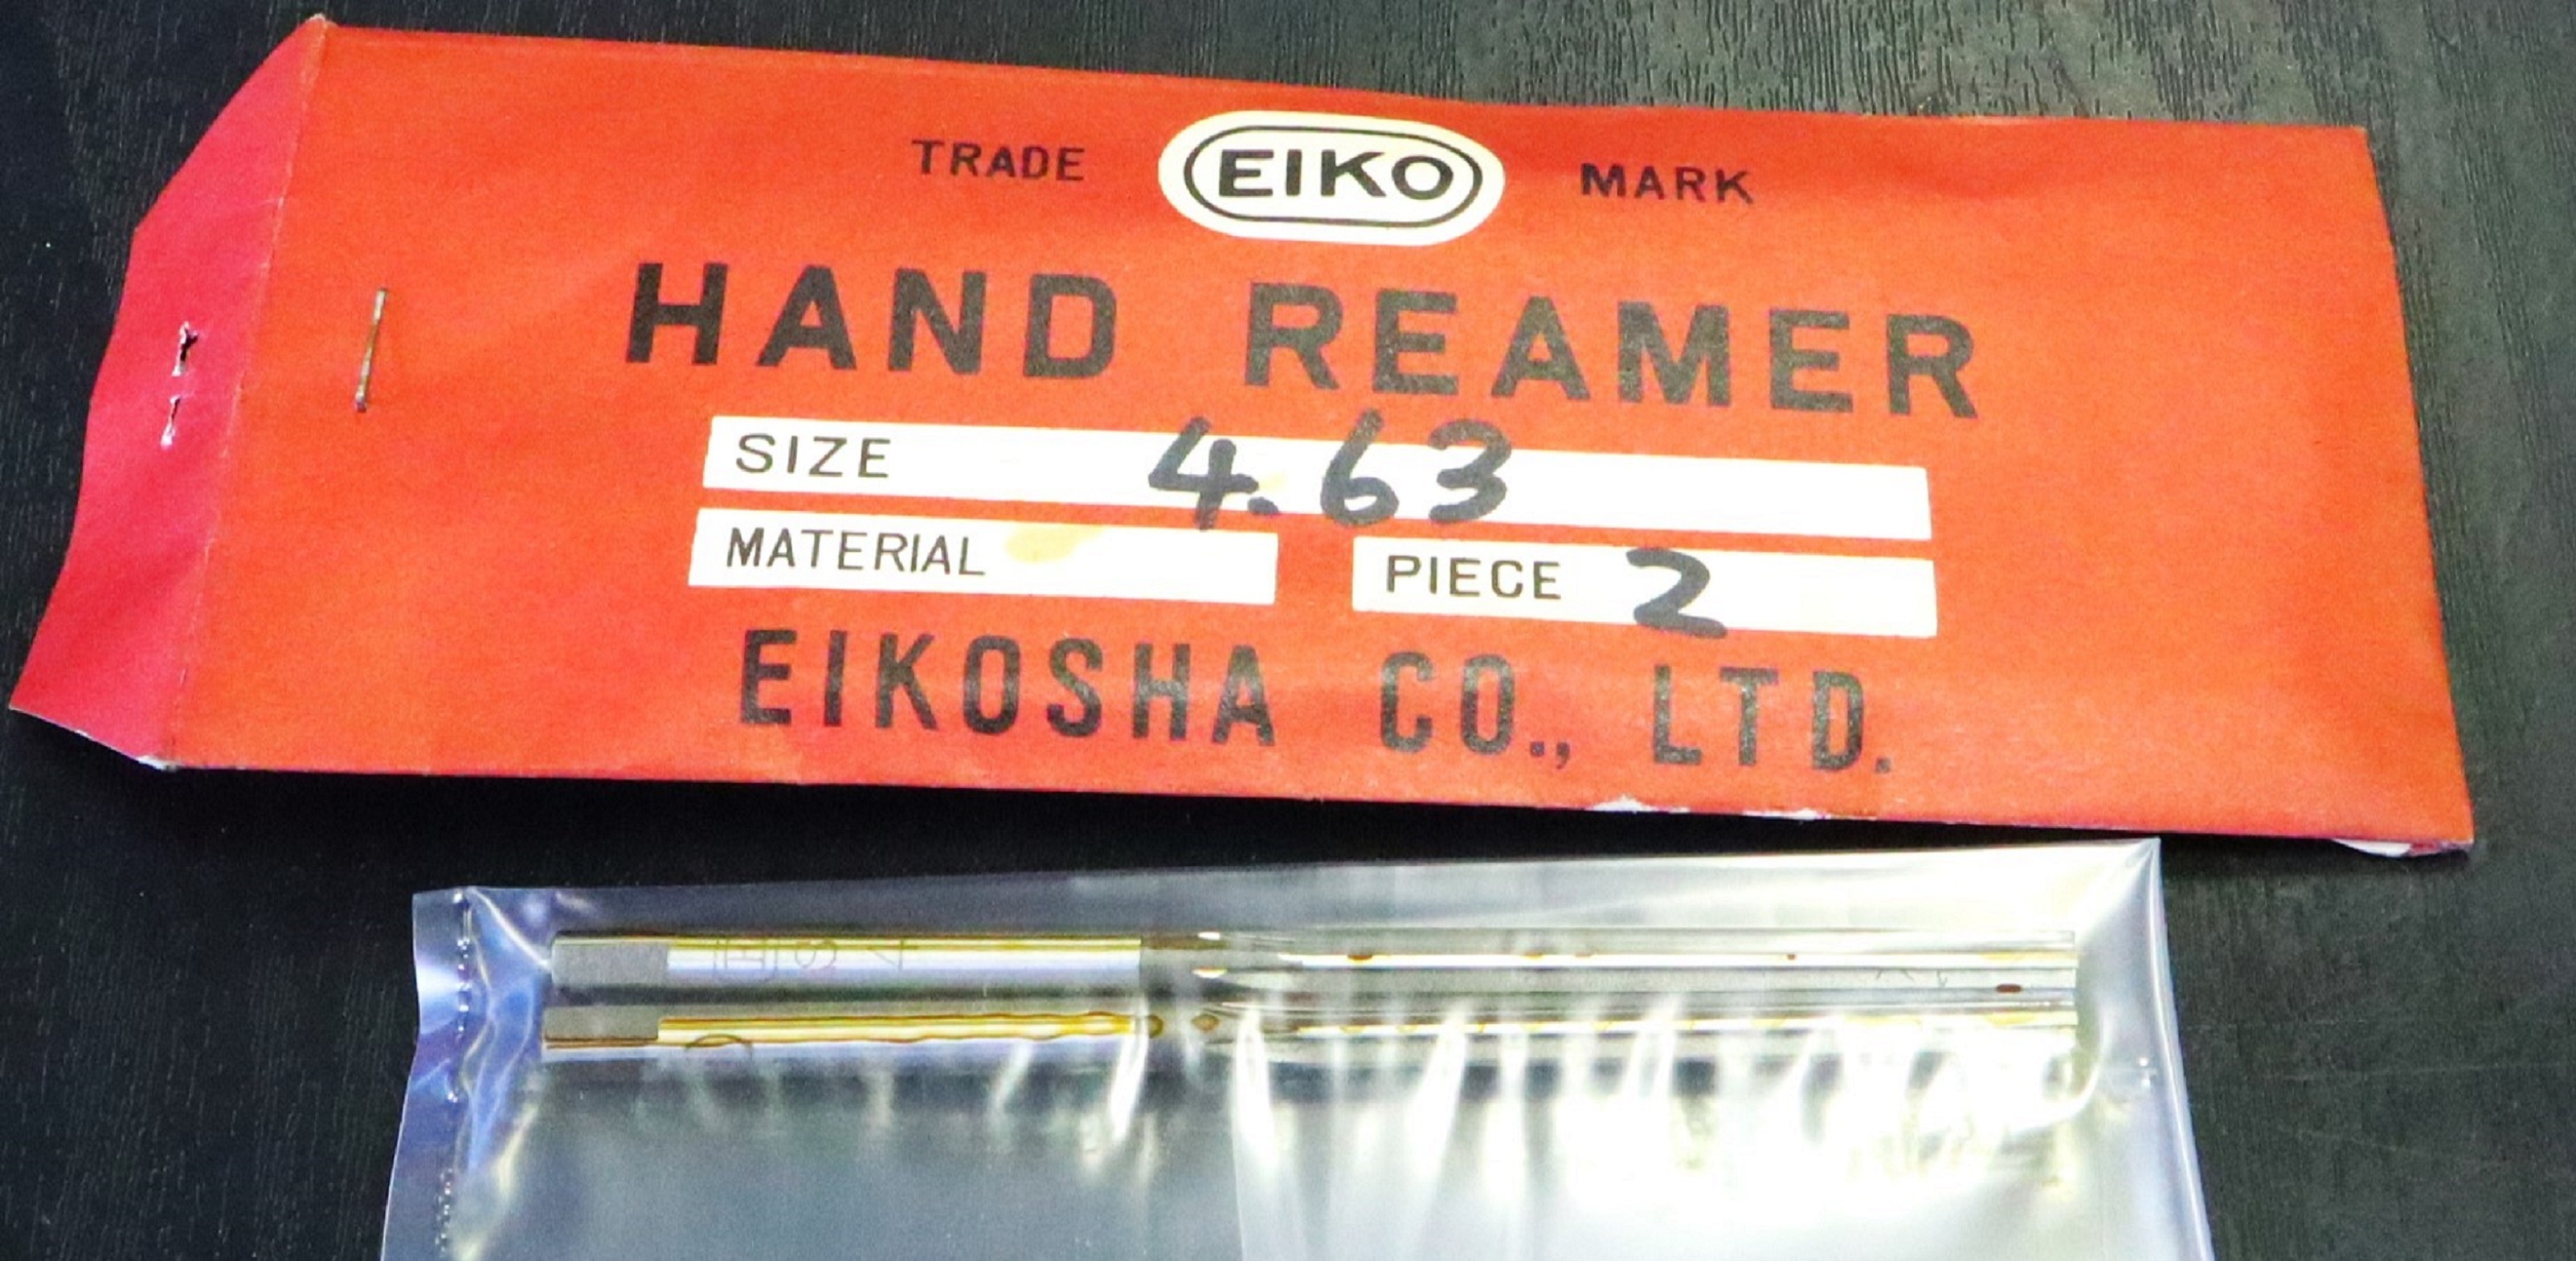 TRADE EIKO MARK
HAND REAMER
SIZE 4.63
MATERIAL PIECE 2
EIKOSHA CO., LTD.